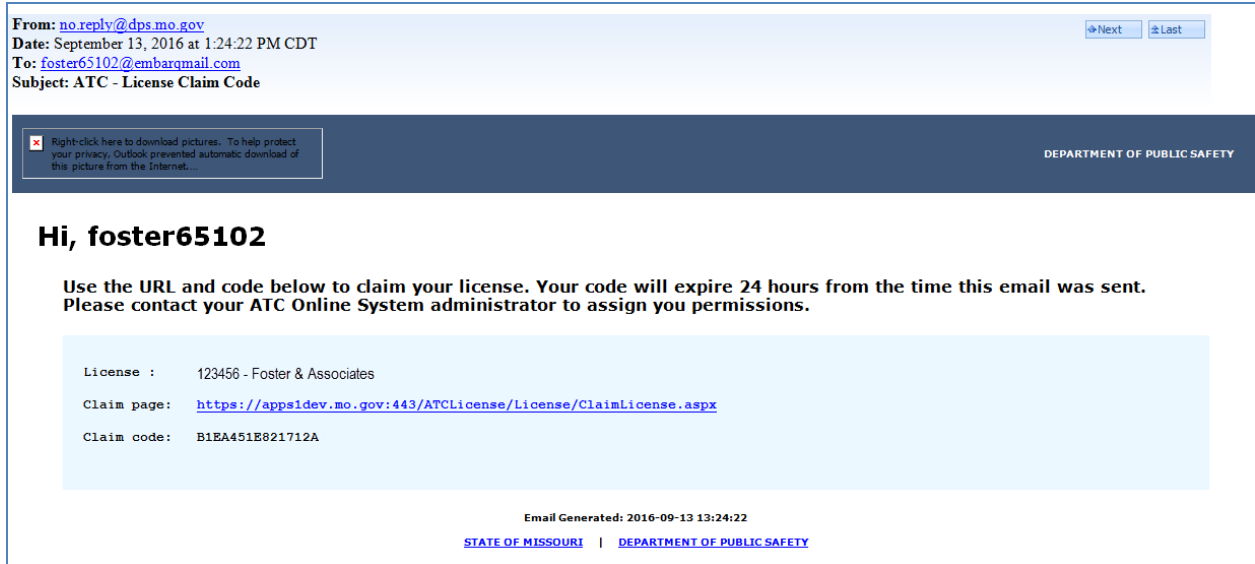 From: no.reply@dps.mo.gov
Date: September 13, 2016 at 1:24:22 PM CDT
To: foster65102@embarqmail.com
Subject: ATC - License Claim Code
Next Last
Right-click here to download pictures. To help protect
your privacy, Outlook prevented automatic download of
this picture from the Internet...
DEPARTMENT OF PUBLIC SAFETY
Hi, foster65102
Use the URL and code below to claim your license. Your code will expire 24 hours from the time this email was sent.
Please contact your ATC Online System administrator to assign you permissions.
License : 123456 - Foster & Associates
Claim page: https://apps1dev.mo.gov:443/ATCLicense/License/ClaimLicense.aspx
Claim code: B1EA451E821712A
Email Generated: 2016-09-13 13:24:22
STATE OF MISSOURI | DEPARTMENT OF PUBLIC SAFETY